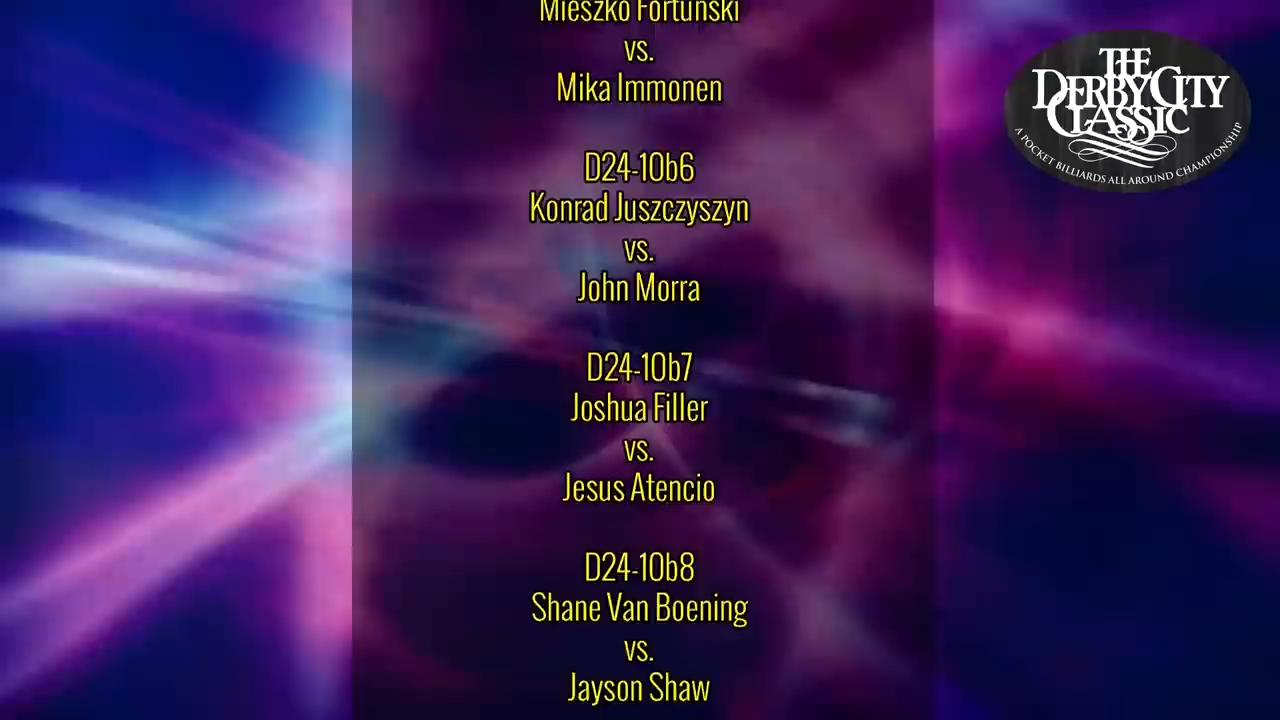 Mieszko Fortunski
vs.
Mika Immonen
D24-10b6
Konrad Juszczyszyn
vs.
John Morra
D24-10b7
Joshua Filler
vs.
Jesus Atencio
D24-10b8
Shane Van Boening
vs.
Jayson Shaw
THE
DERBY CITY
CLASSIC
A POCKET BILLIARDS ALL AROUND CHAMPIONSHIP